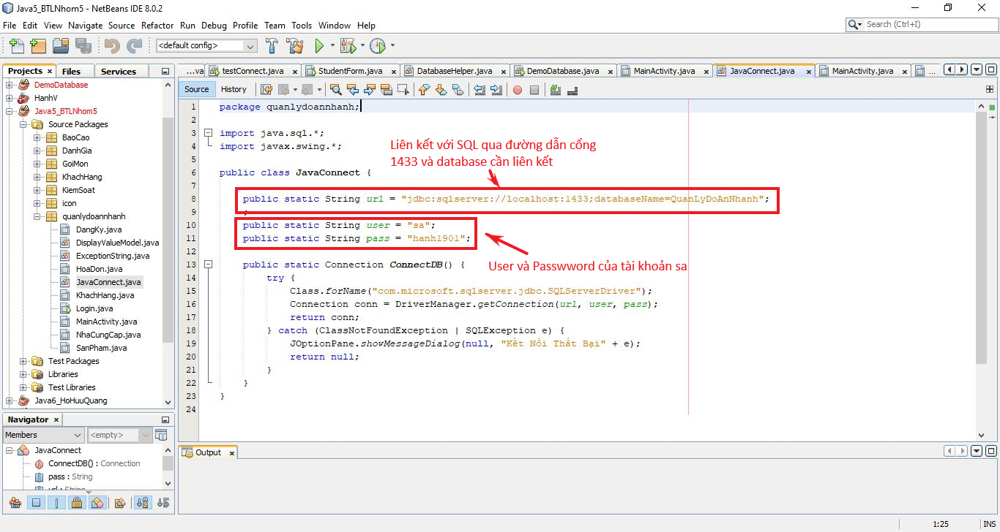 Java5_BTLNhom5 - NetBeans IDE 8.0.2
File Edit View Navigate Source Refactor Run Debug Profile Team Tools Window Help
Search (Ctrl+I)
<default config>
Projects x Files Services
DemoDatabase
HanhV
Java5_BTLNhom5
Source Packages
BaoCao
DanhGia
GoiMon
KhachHang
KiemSoat
icon
quanlydoannhanh
DangKy.java
DisplayValueModel.java
ExceptionString.java
HoaDon.java
JavaConnect.java
KhachHang.java
Login.java
MainActivity.java
NhaCungCap.java
SanPham.java
Test Packages
Libraries
Test Libraries
Java6_HoHuuQuang
Navigator x
Members <empty>
JavaConnect
ConnectDB() : Connection
pass : String
url : String
...va testConnect.java x StudentForm.java x DatabaseHelper.java x DemoDatabase.java x MainActivity.java x JavaConnect.java x MainActivity.java x ...
Source History
1 package quanlydoannhanh;
2
3 import java.sql.*;
4 import javax.swing.*;
5
6 public class JavaConnect {
7
8 public static String url = "jdbc:sqlserver://localhost:1433;databaseName=QuanLyDoAnNhanh";
9 ;
10 public static String user = "sa";
11 public static String pass = "hanh1901";
12
13 public static Connection ConnectDB() {
14 try {
15 Class.forName("com.microsoft.sqlserver.jdbc.SQLServerDriver");
16 Connection conn = DriverManager.getConnection(url, user, pass);
17 return conn;
18 } catch (ClassNotFoundException | SQLException e) {
19 JOptionPane.showMessageDialog(null, "Kết Nối Thất Bại" + e);
20 return null;
21 }
22 }
23 }
24
Liên kết với SQL qua đường dẫn cổng
1433 và database cần liên kết
User và Passwword của tài khoản sa
Output x
1:25 INS